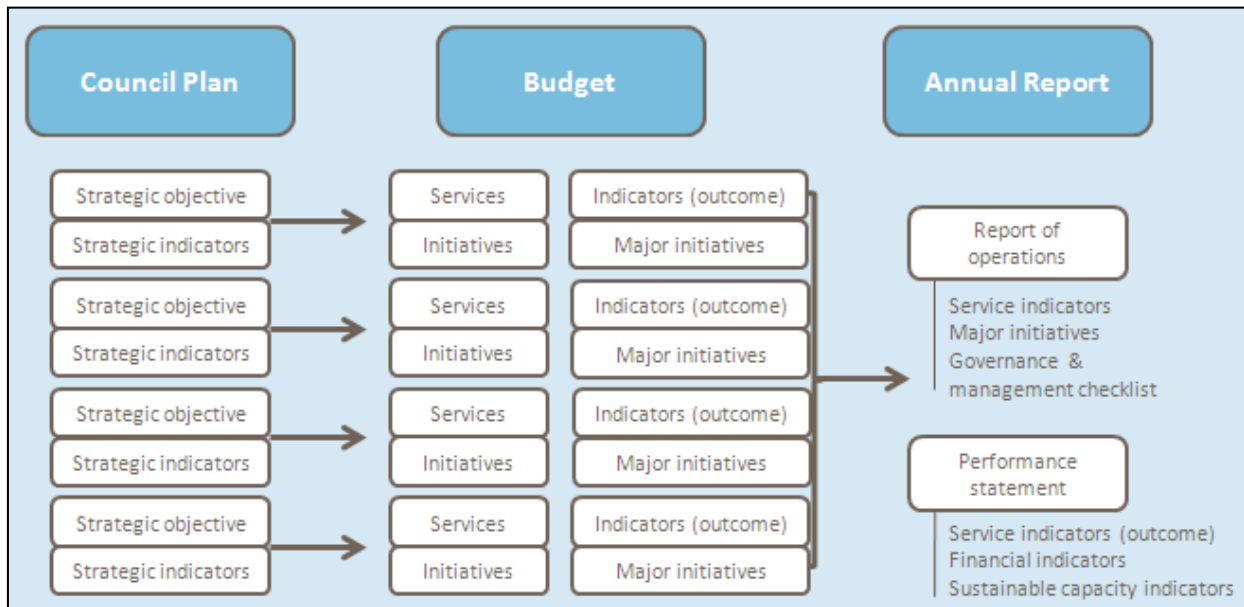 Council Plan
Budget
Annual Report
Strategic objective
Strategic indicators
Services
Initiatives
Indicators (outcome)
Major initiatives
Strategic objective
Strategic indicators
Services
Initiatives
Indicators (outcome)
Major initiatives
Strategic objective
Strategic indicators
Services
Initiatives
Indicators (outcome)
Major initiatives
Strategic objective
Strategic indicators
Services
Initiatives
Indicators (outcome)
Major initiatives
Report of
operations
Service indicators
Major initiatives
Governance &
management checklist
Performance
statement
Service indicators (outcome)
Financial indicators
Sustainable capacity indicators